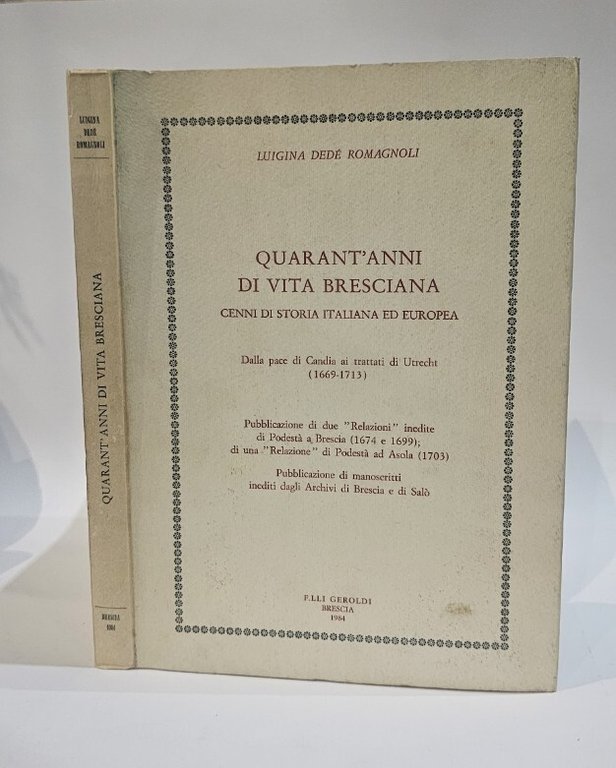 LUIGINA
DEDÉ
ROMAGNOLI
QUARANT'ANNI DI VITA BRESCIANA
BRESCIA
1984
LUIGINA DEDÉ ROMAGNOLI
QUARANT'ANNI
DI VITA BRESCIANA
CENNI DI STORIA ITALIANA ED EUROPEA
Dalla pace di Candia ai trattati di Utrecht
(1669-1713)
Pubblicazione di due "Relazioni" inedite
di Podestà a Brescia (1674 e 1699);
di una "Relazione" di Podestà ad Asola (1703)
Pubblicazione di manoscritti
inediti dagli Archivi di Brescia e di Salò
F.LLI GEROLDI
BRESCIA
1984